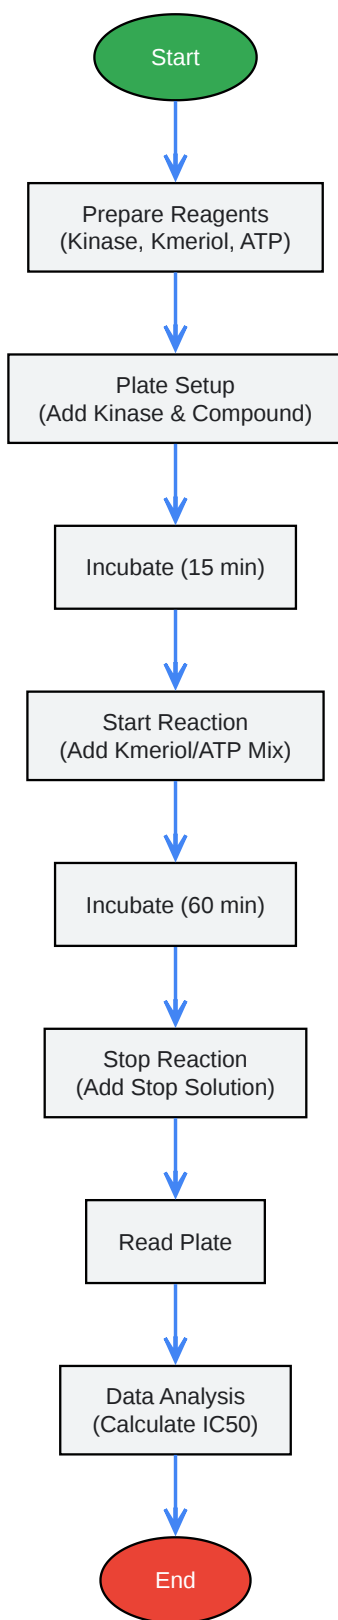 Start
Prepare Reagents
(Kinase, Kmeriol, ATP)
Plate Setup
(Add Kinase & Compound)
Incubate (15 min)
Start Reaction
(Add Kmeriol/ATP Mix)
Incubate (60 min)
Stop Reaction
(Add Stop Solution)
Read Plate
Data Analysis
(Calculate IC50)
End